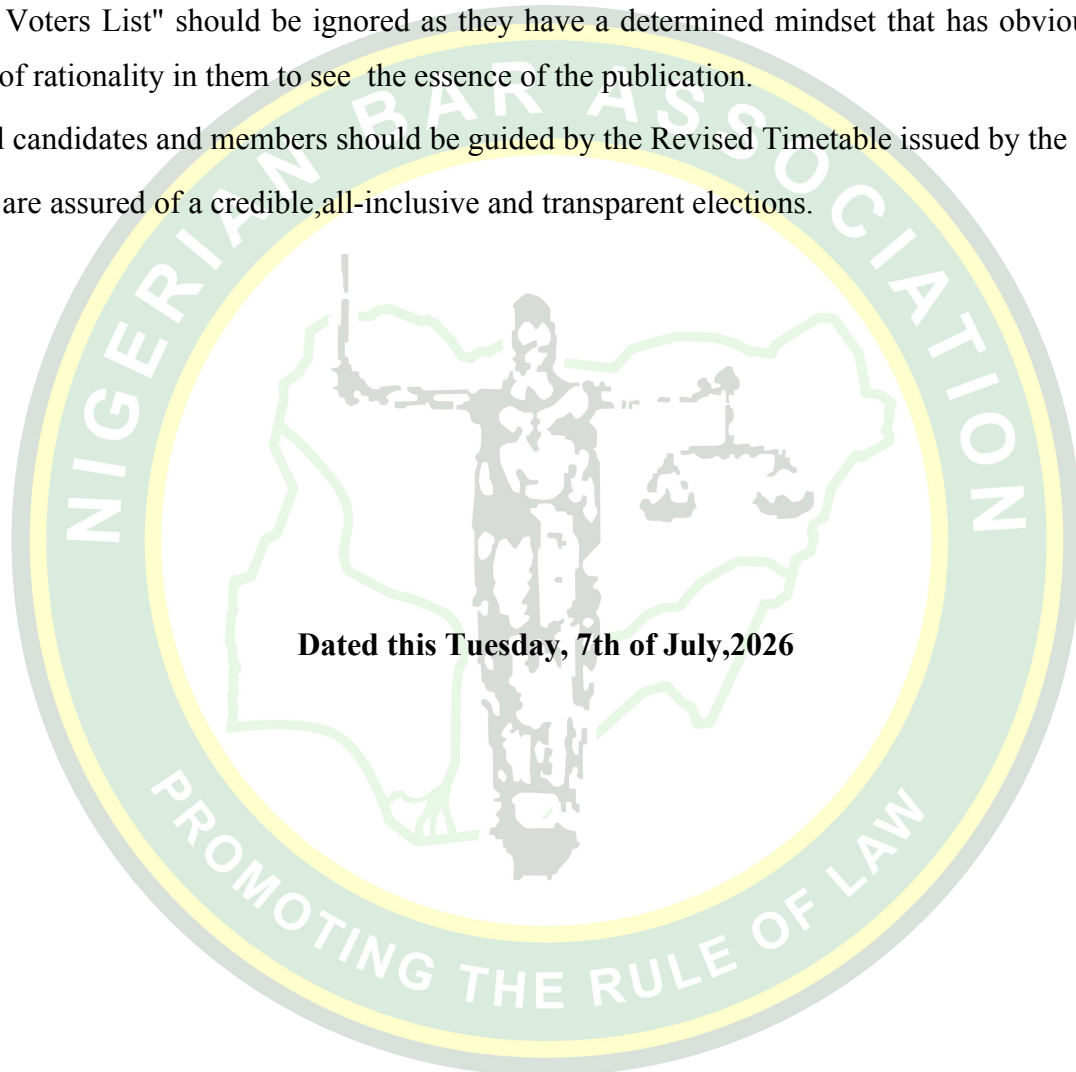 Voters List" should be ignored as they have a determined mindset that has obviou
of rationality in them to see the essence of the publication.
l candidates and members should be guided by the Revised Timetable issued by the
are assured of a credible,all-inclusive and transparent elections.
NIGERIAN BAR ASSOCIATION
Dated this Tuesday, 7th of July,2026
PROMOTING THE RULE OF LAW